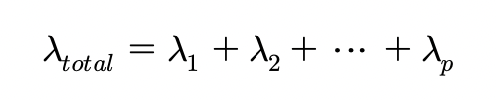 λ_total = λ_1 + λ_2 + ⋯ + λ_p